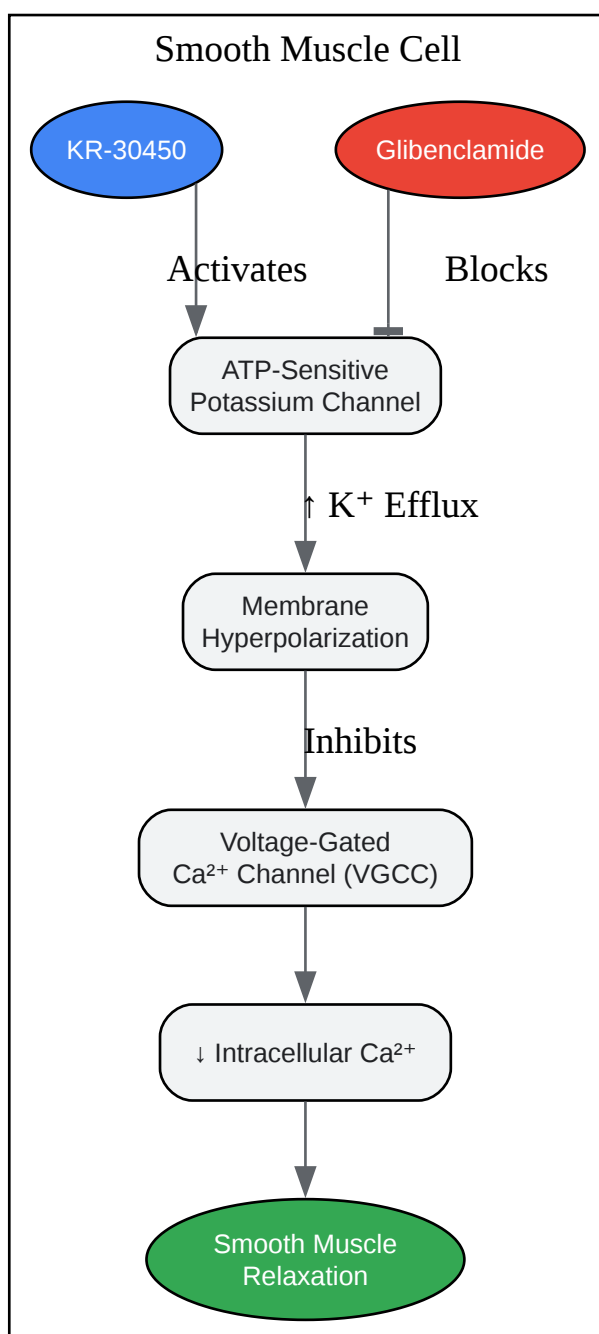 Smooth Muscle Cell
KR-30450
Glibenclamide
Activates
Blocks
ATP-Sensitive
Potassium Channel
↑ K⁺ Efflux
Membrane
Hyperpolarization
Inhibits
Voltage-Gated
Ca²⁺ Channel (VGCC)
↓ Intracellular Ca²⁺
Smooth Muscle
Relaxation